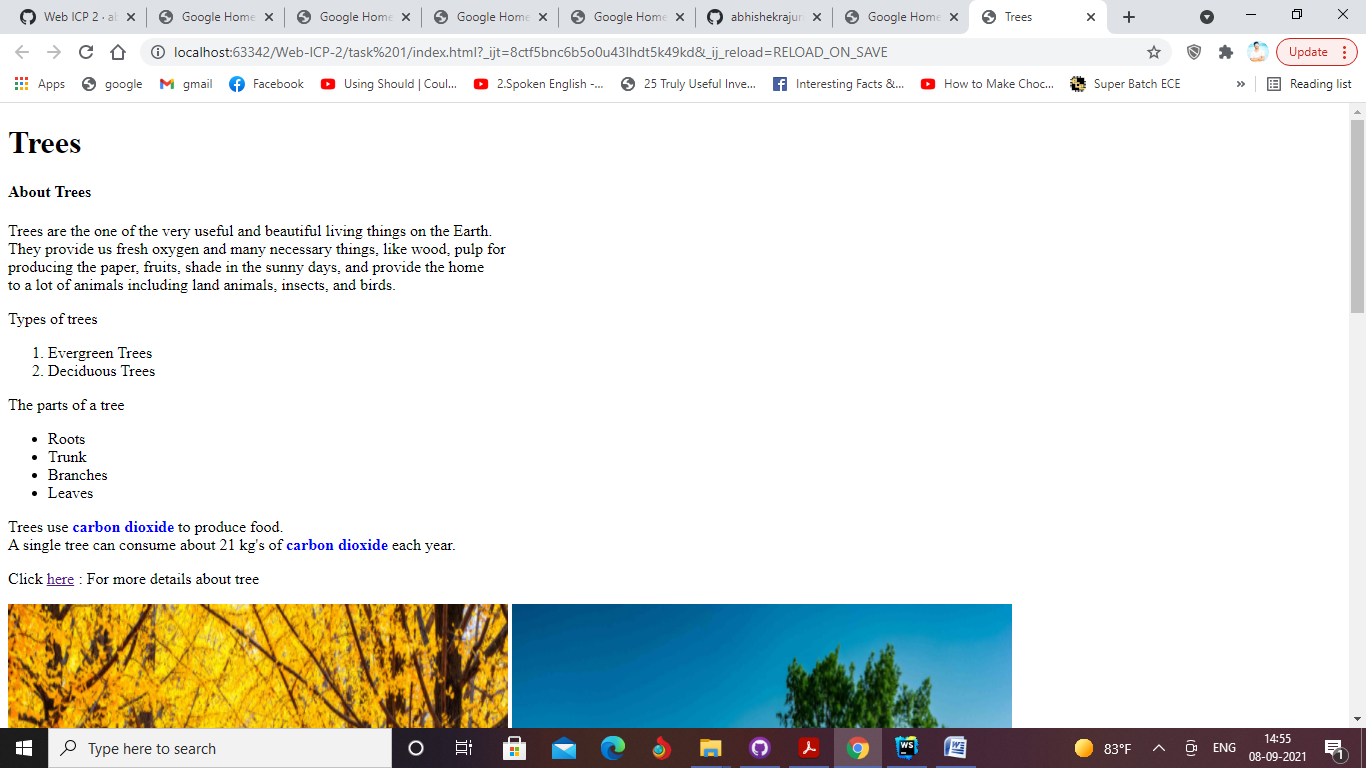 Web ICP 2 · ab
Google Home
Google Home
Google Home
Google Home
abhishekrajur
Google Home
Trees
localhost:63342/Web-ICP-2/task%201/index.html?_ijt=8ctf5bnc6b5o0u43lhdt5k49kd&_ij_reload=RELOAD_ON_SAVE
Update
Apps
google
gmail
Facebook
Using Should | Coul...
2.Spoken English -...
25 Truly Useful Inve...
Interesting Facts &...
How to Make Choc...
Super Batch ECE
»
Reading list
Trees
About Trees
Trees are the one of the very useful and beautiful living things on the Earth.
They provide us fresh oxygen and many necessary things, like wood, pulp for
producing the paper, fruits, shade in the sunny days, and provide the home
to a lot of animals including land animals, insects, and birds.
Types of trees
1. Evergreen Trees
2. Deciduous Trees
The parts of a tree
• Roots
• Trunk
• Branches
• Leaves
Trees use carbon dioxide to produce food.
A single tree can consume about 21 kg's of carbon dioxide each year.
Click here : For more details about tree
Type here to search
WS
83°F
ENG
14:55
08-09-2021
1